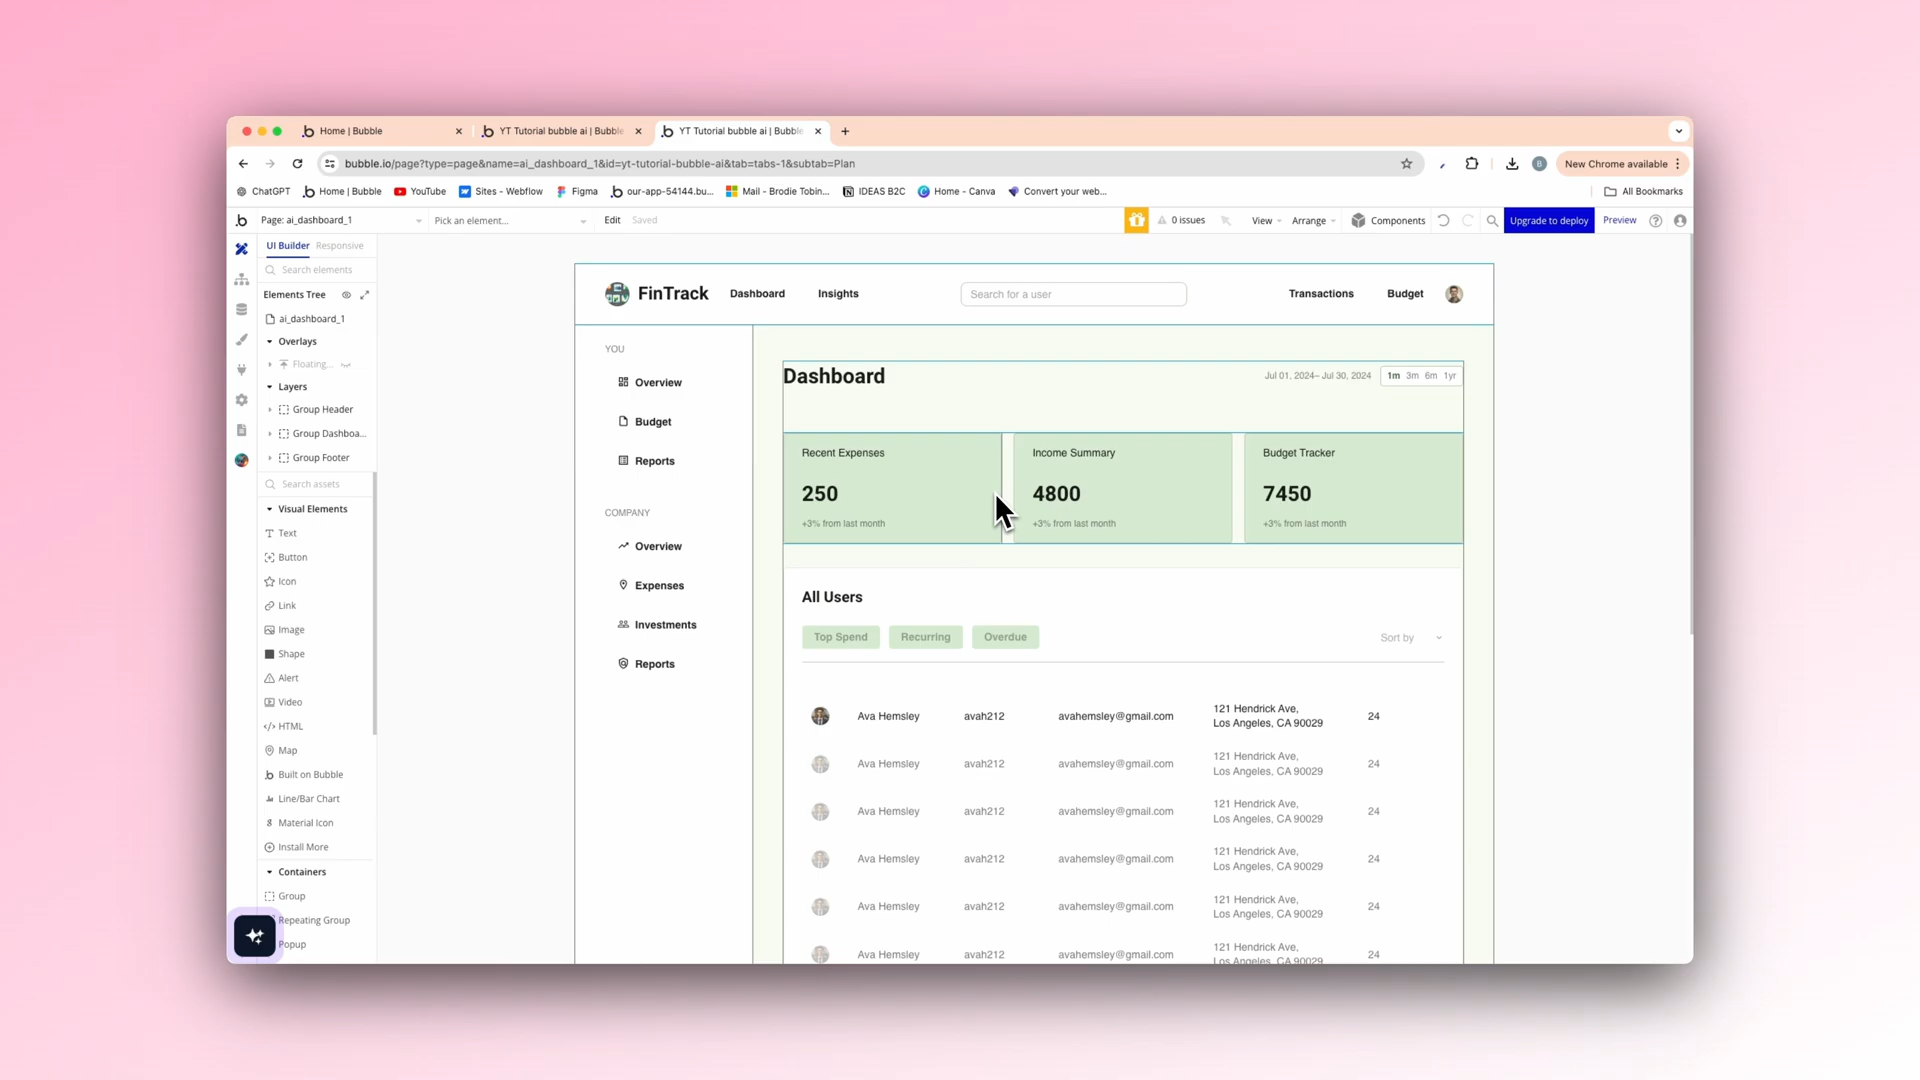 Home | Bubble
YT Tutorial bubble ai | Bubble
YT Tutorial bubble ai | Bubble
bubble.io/page?type=page&name=ai_dashboard_1&id=yt-tutorial-bubble-ai&tab=tabs-1&subtab=Plan
B
New Chrome available
ChatGPT
Home | Bubble
YouTube
Sites - Webflow
Figma
our-app-54144.bu...
Mail - Brodie Tobin...
IDEAS B2C
Home - Canva
Convert your web...
All Bookmarks
Page: ai_dashboard_1
Pick an element...
Edit
Saved
0 issues
View
Arrange
Components
Upgrade to deploy
Preview
UI Builder
Responsive
Search elements
Elements Tree
ai_dashboard_1
Overlays
Floating...
Layers
Group Header
Group Dashboa...
Group Footer
Search assets
Visual Elements
Text
Button
Icon
Link
Image
Shape
Alert
Video
HTML
Map
Built on Bubble
Line/Bar Chart
Material Icon
Install More
Containers
Group
Repeating Group
Popup
FinTrack
Dashboard
Insights
Search for a user
Transactions
Budget
YOU
Overview
Budget
Reports
COMPANY
Overview
Expenses
Investments
Reports
Dashboard
Jul 01, 2024– Jul 30, 2024
1m 3m 6m 1yr
Recent Expenses
250
+3% from last month
Income Summary
4800
+3% from last month
Budget Tracker
7450
+3% from last month
All Users
Top Spend
Recurring
Overdue
Sort by
Ava Hemsley avah212 avahemsley@gmail.com 121 Hendrick Ave, 24
Los Angeles, CA 90029
Ava Hemsley avah212 avahemsley@gmail.com 121 Hendrick Ave, 24
Los Angeles, CA 90029
Ava Hemsley avah212 avahemsley@gmail.com 121 Hendrick Ave, 24
Los Angeles, CA 90029
Ava Hemsley avah212 avahemsley@gmail.com 121 Hendrick Ave, 24
Los Angeles, CA 90029
Ava Hemsley avah212 avahemsley@gmail.com 121 Hendrick Ave, 24
Los Angeles, CA 90029
Ava Hemsley avah212 avahemsley@gmail.com 121 Hendrick Ave, 24
Los Angeles, CA 90029